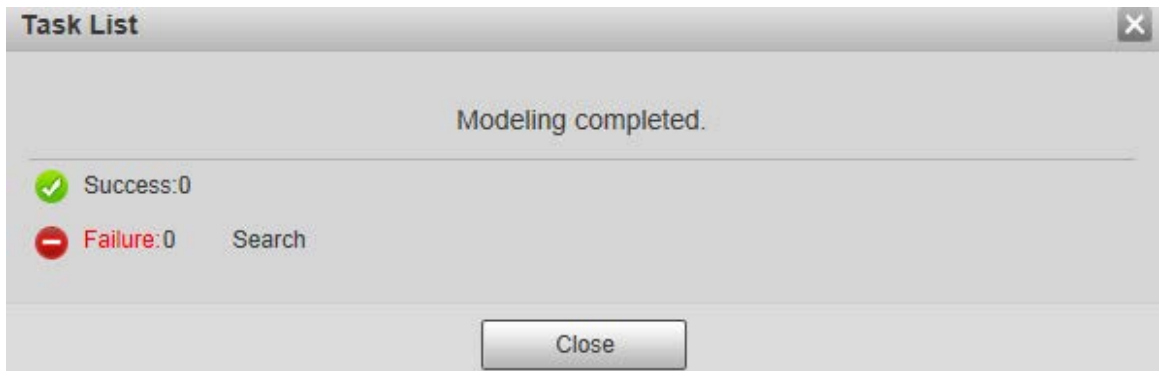 Task List
Modeling completed.
Success:0
Failure:0 Search
Close